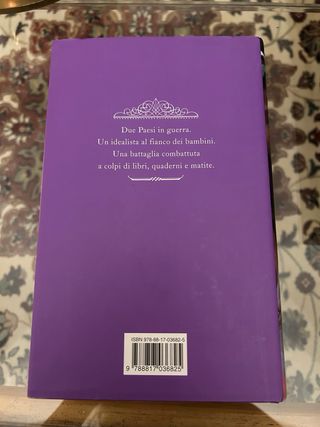 Due Paesi in guerra.
Un idealista al fianco dei bambini.
Una battaglia combattuta
a colpi di libri, quaderni e matite.
ISBN 978-88-17-03682-5
9 788817 036825